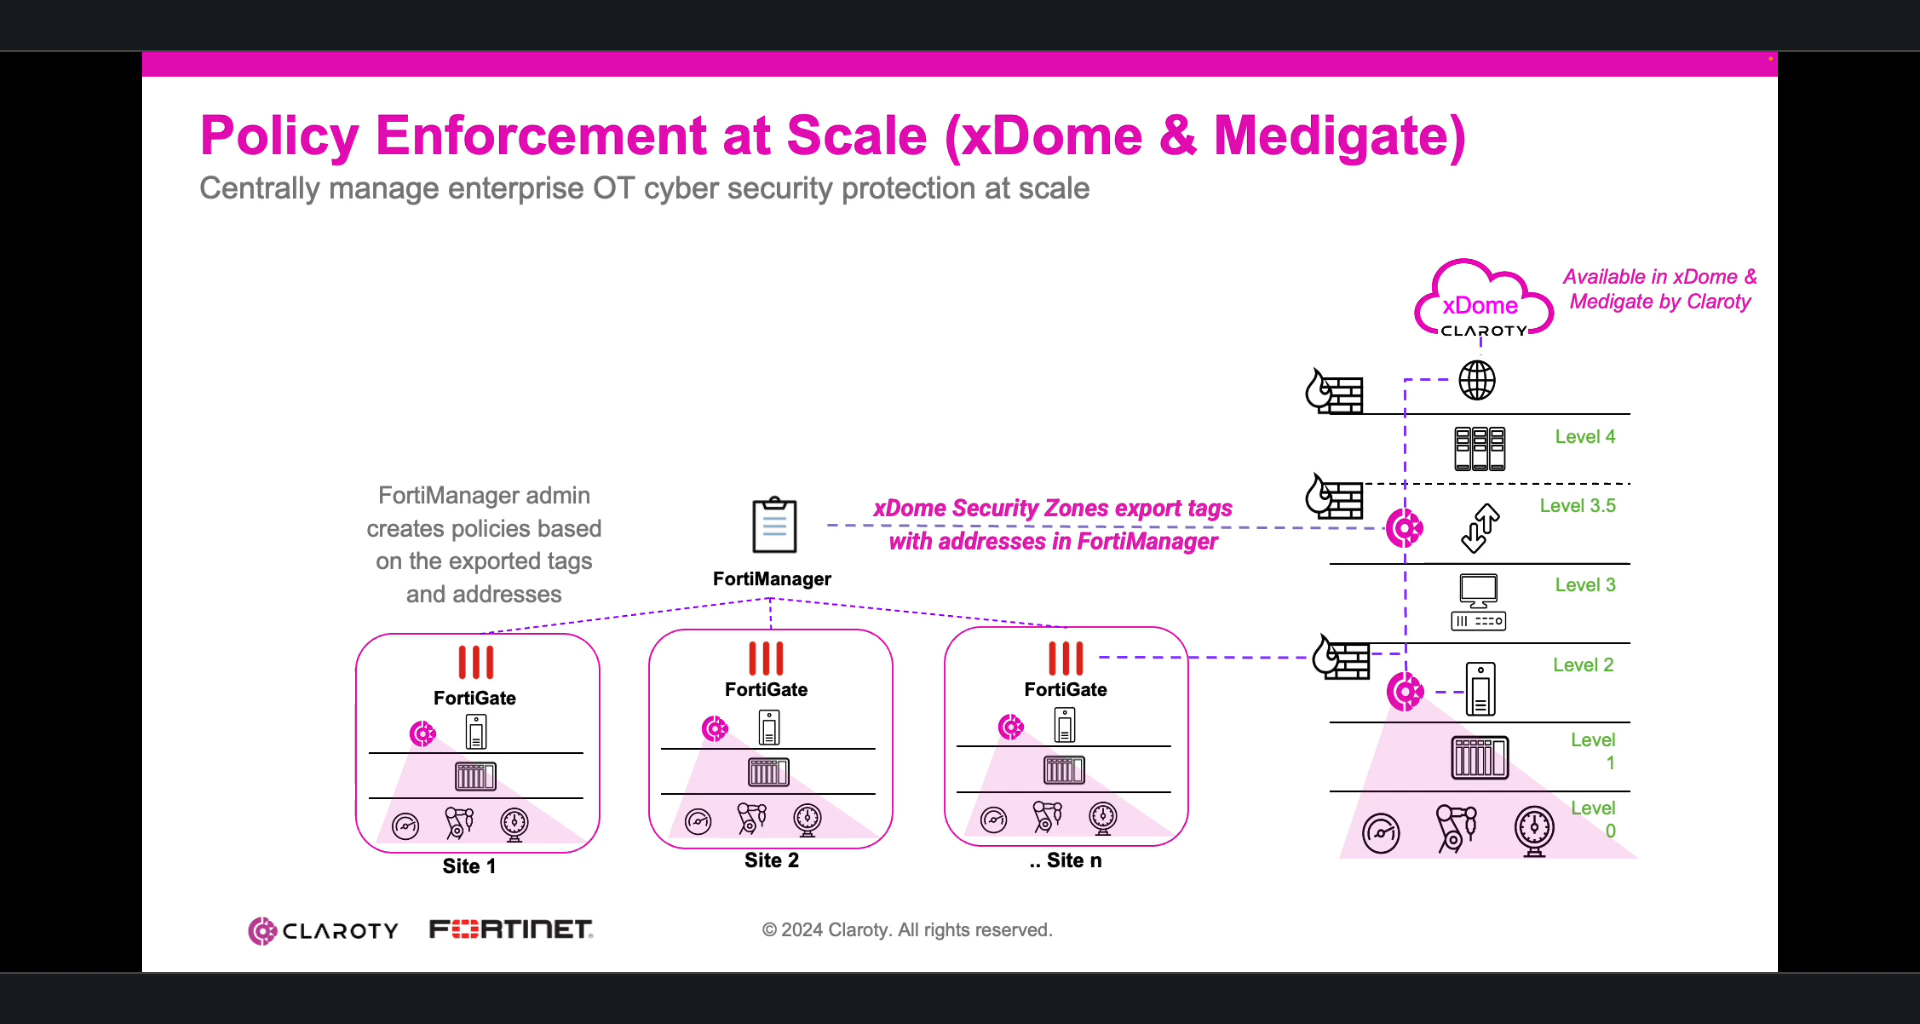 Policy Enforcement at Scale (xDome & Medigate)
Centrally manage enterprise OT cyber security protection at scale
Available in xDome &
Medigate by Claroty
xDome
CLAROTY
Level 4
Level 3.5
Level 3
Level 2
Level
1
Level
0
FortiManager admin
creates policies based
on the exported tags
and addresses
FortiManager
xDome Security Zones export tags
with addresses in FortiManager
FortiGate
Site 1
FortiGate
Site 2
FortiGate
.. Site n
CLAROTY
FORTINET
© 2024 Claroty. All rights reserved.